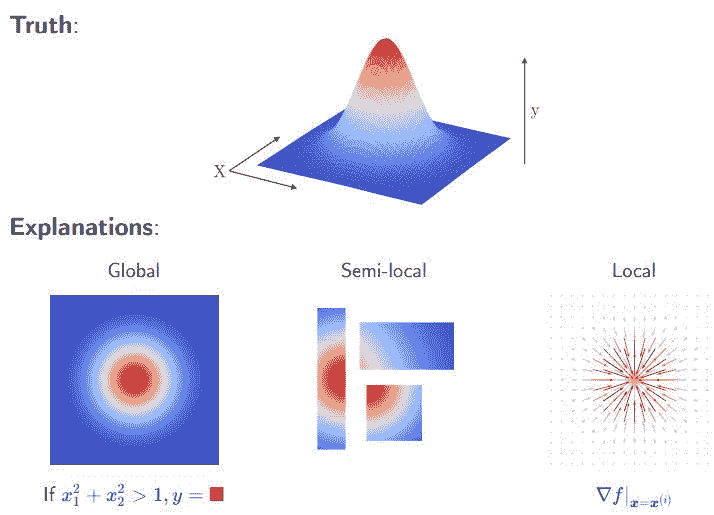 Truth:
y
X
Explanations:
Global
Semi-local
Local
If x₁² + x₂² > 1, y = 🟥
∇f|ₓ₌ₓ₍ᵢ₎